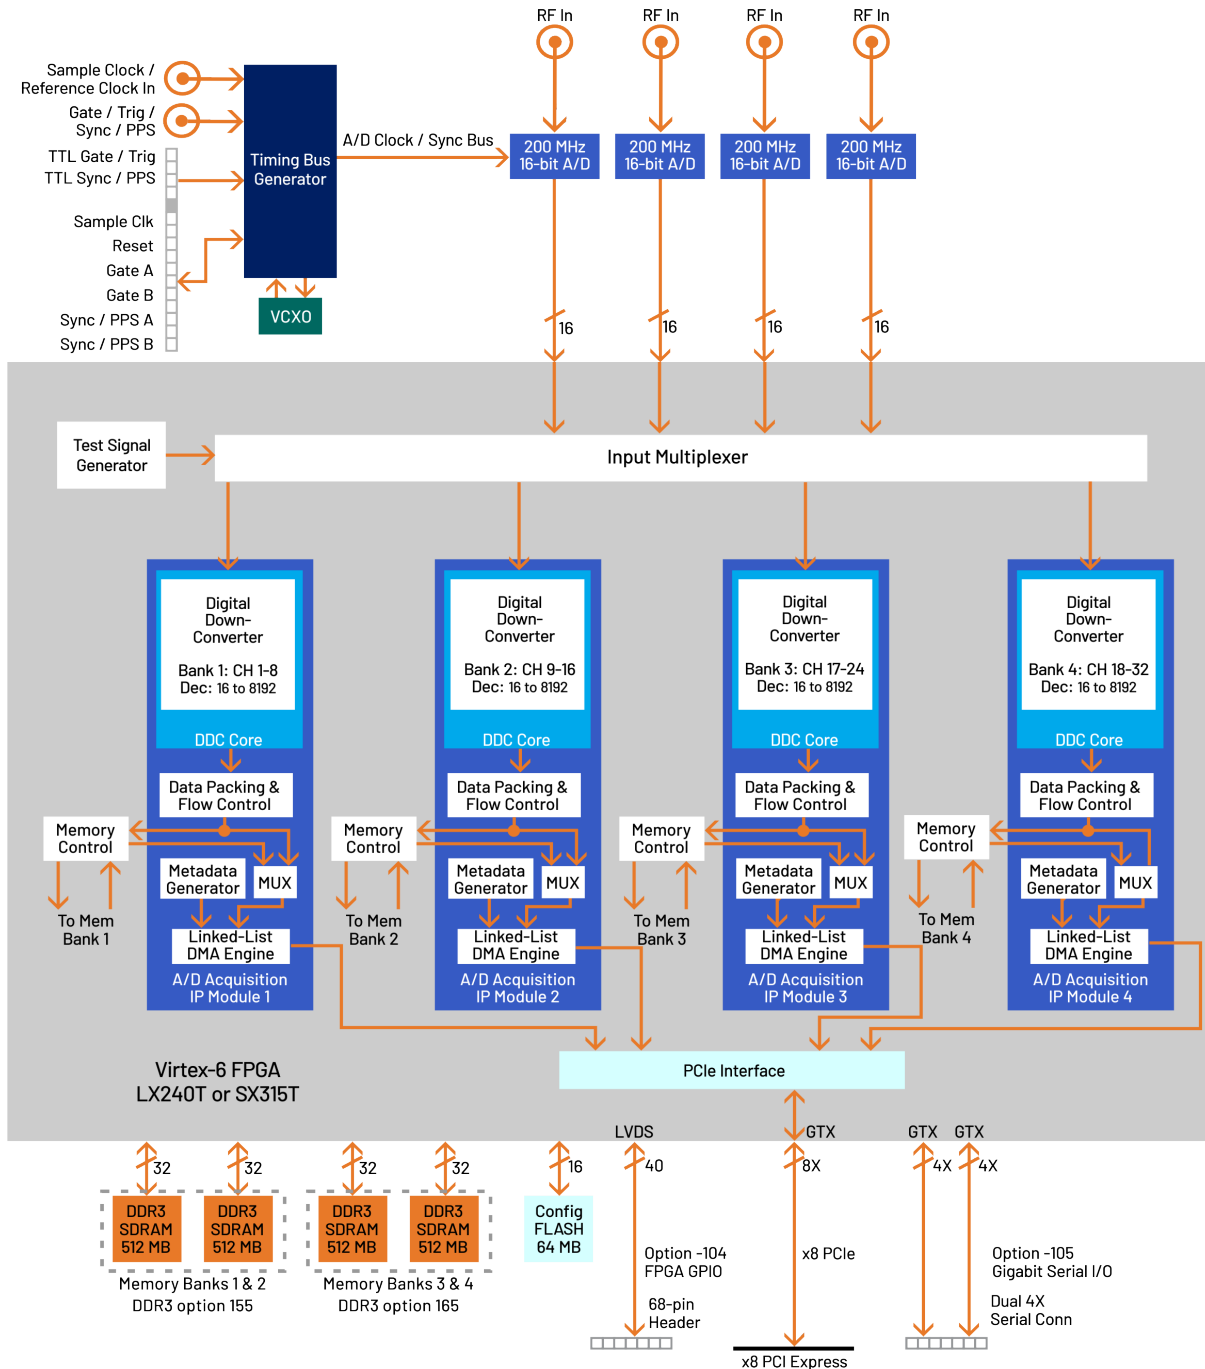 RF In
RF In
RF In
RF In
Sample Clock /
Reference Clock In
Gate / Trig /
Sync / PPS
TTL Gate / Trig
TTL Sync / PPS
Sample Clk
Reset
Gate A
Gate B
Sync / PPS A
Sync / PPS B
Timing Bus
Generator
VCXO
A/D Clock / Sync Bus
200 MHz
16-bit A/D
200 MHz
16-bit A/D
200 MHz
16-bit A/D
200 MHz
16-bit A/D
16
16
16
16
Test Signal
Generator
Input Multiplexer
Digital
Down-
Converter
Bank 1: CH 1-8
Dec: 16 to 8192
DDC Core
Data Packing &
Flow Control
Memory
Control
Metadata
Generator
MUX
To Mem
Bank 1
Linked-List
DMA Engine
A/D Acquisition
IP Module 1
Digital
Down-
Converter
Bank 2: CH 9-16
Dec: 16 to 8192
DDC Core
Data Packing &
Flow Control
Memory
Control
Metadata
Generator
MUX
To Mem
Bank 2
Linked-List
DMA Engine
A/D Acquisition
IP Module 2
Digital
Down-
Converter
Bank 3: CH 17-24
Dec: 16 to 8192
DDC Core
Data Packing &
Flow Control
Memory
Control
Metadata
Generator
MUX
To Mem
Bank 3
Linked-List
DMA Engine
A/D Acquisition
IP Module 3
Digital
Down-
Converter
Bank 4: CH 18-32
Dec: 16 to 8192
DDC Core
Data Packing &
Flow Control
Memory
Control
Metadata
Generator
MUX
To Mem
Bank 4
Linked-List
DMA Engine
A/D Acquisition
IP Module 4
Virtex-6 FPGA
LX240T or SX315T
PCIe Interface
LVDS
GTX
GTX
GTX
32
32
32
32
16
40
8X
4X
4X
DDR3
SDRAM
512 MB
DDR3
SDRAM
512 MB
DDR3
SDRAM
512 MB
DDR3
SDRAM
512 MB
Config
FLASH
64 MB
Memory Banks 1 & 2
DDR3 option 155
Memory Banks 3 & 4
DDR3 option 165
Option -104
FPGA GPIO
68-pin
Header
x8 PCIe
x8 PCI Express
Option -105
Gigabit Serial I/O
Dual 4X
Serial Conn